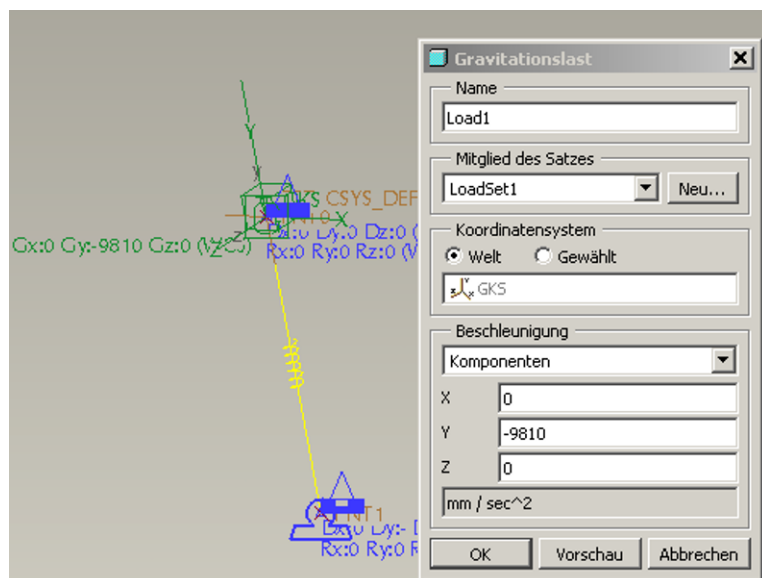 Gravitationslast
Name
Load1
Mitglied des Satzes
LoadSet1
Neu...
Koordinatensystem
Welt
Gewählt
GKS
Beschleunigung
Komponenten
X 0
Y -9810
Z 0
mm / sec^2
OK
Vorschau
Abbrechen
Y
CSYS_DEF
X
Gx:0 Gy:-9810 Gz:0
Dz:0
Rx:0 Ry:0 Rz:0
Rx:0 Ry:0